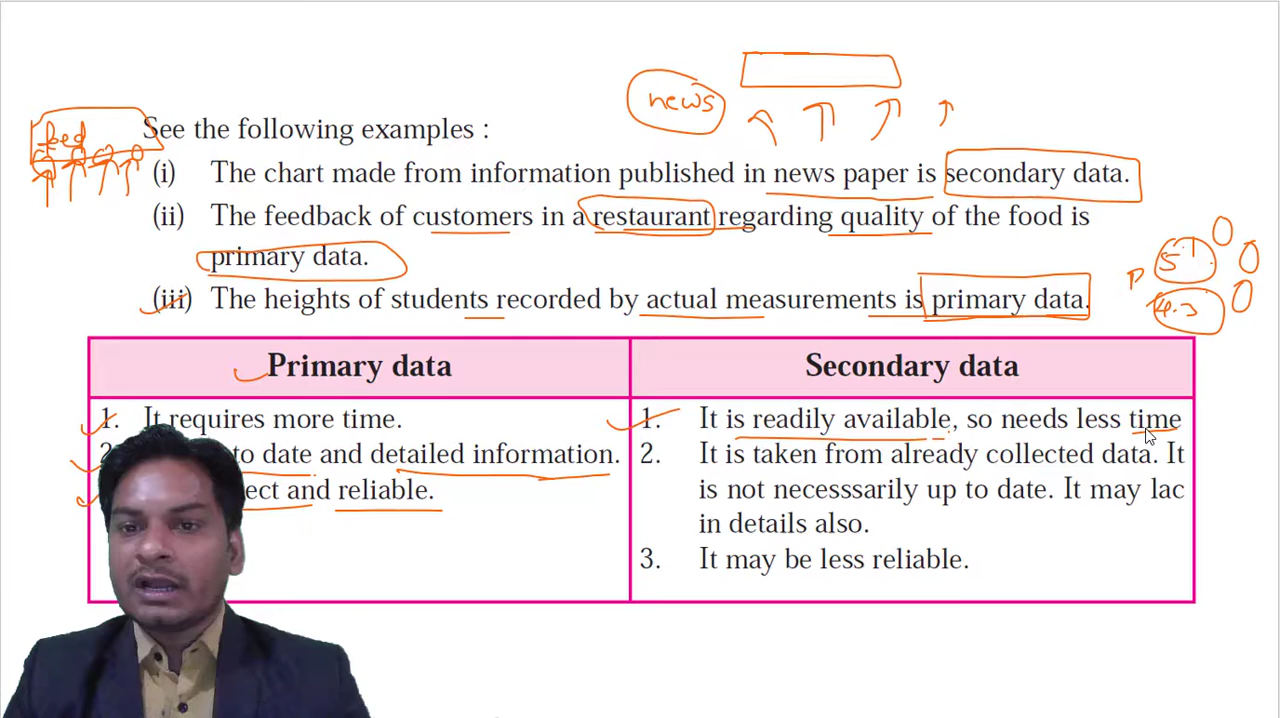 news
feed
See the following examples :
(i) The chart made from information published in news paper is secondary data.
(ii) The feedback of customers in a restaurant regarding quality of the food is
primary data.
(iii) The heights of students recorded by actual measurements is primary data.
5.1
P
4.3
Primary data
1. It requires more time.
2. to date and detailed information.
and reliable.
Secondary data
1. It is readily available, so needs less time
2. It is taken from already collected data. It
is not necesssarily up to date. It may lac
in details also.
3. It may be less reliable.